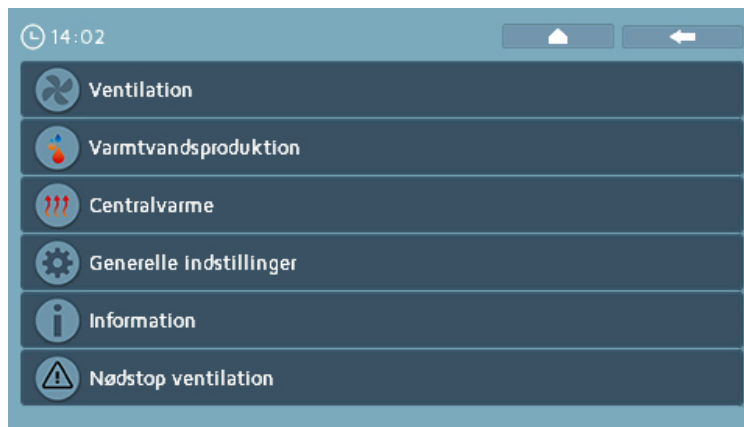 14:02
Ventilation
Varmtvandsproduktion
Centralvarme
Generelle indstillinger
Information
Nødstop ventilation